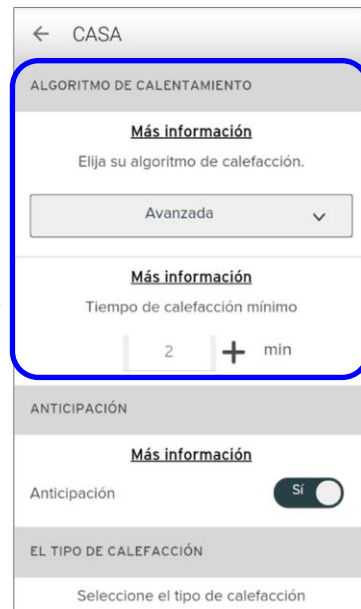 ← CASA
ALGORITMO DE CALENTAMIENTO
Más información
Elija su algoritmo de calefacción.
Avanzada
Más información
Tiempo de calefacción mínimo
2 + min
ANTICIPACIÓN
Más información
Anticipación Sí
EL TIPO DE CALEFACCIÓN
Seleccione el tipo de calefacción